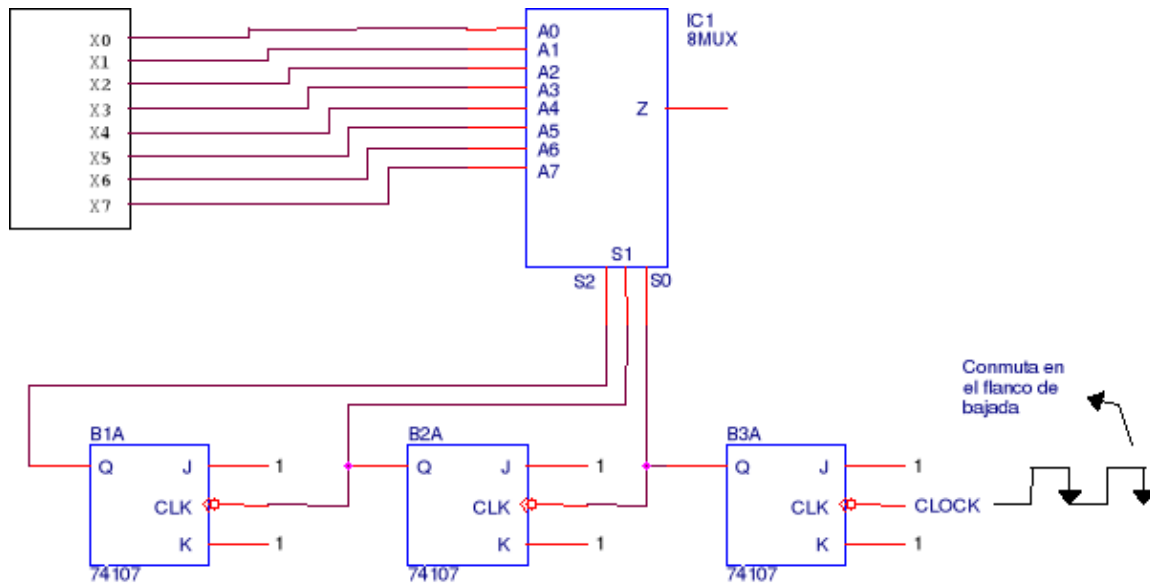 X0
X1
X2
X3
X4
X5
X6
X7
A0
A1
A2
A3
A4
A5
A6
A7
Z
IC1
8MUX
S1
S2
S0
Conmuta en
el flanco de
bajada
B1A
Q
J
1
CLK
K
1
74107
B2A
Q
J
1
CLK
K
1
74107
B3A
Q
J
1
CLK
CLOCK
K
1
74107